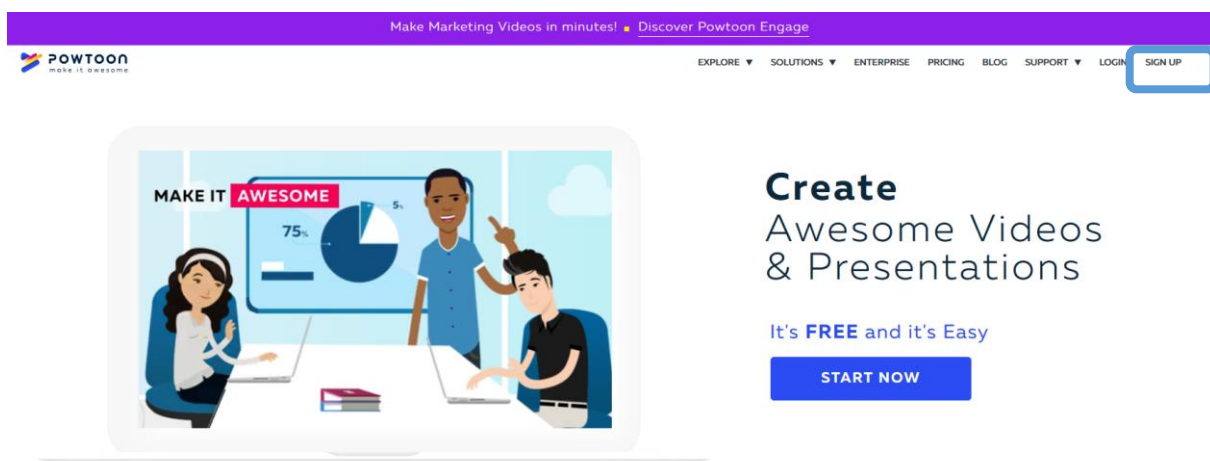 Make Marketing Videos in minutes! Discover Powtoon Engage
POWTOON
make it awesome
EXPLORE ▼ SOLUTIONS ▼ ENTERPRISE PRICING BLOG SUPPORT ▼ LOGIN SIGN UP
MAKE IT AWESOME
5%
75%
Create
Awesome Videos
& Presentations
It's FREE and it's Easy
START NOW